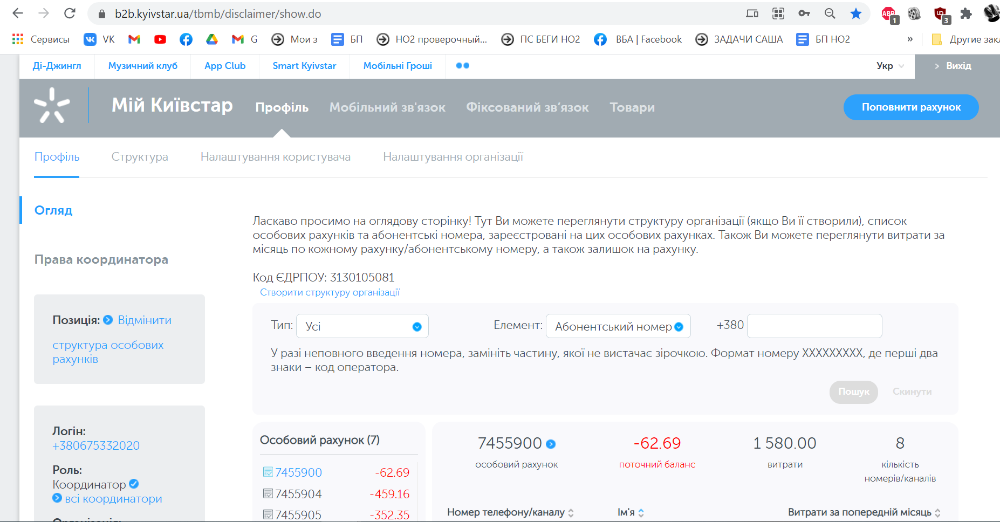 b2b.kyivstar.ua/tbmb/disclaimer/show.do
ABP 1 3
Сервисы VK G Мои з БП НО2 проверочный... ПС БЕГИ НО2 ВБА | Facebook ЗАДАЧИ САША БП НО2 » Другие закл
Ді-Джингл Музичний клуб App Club Smart Kyivstar Мобільні Гроші Укр > Вихід
Мій Київстар Профіль Мобільний зв'язок Фіксований зв’язок Товари Поповнити рахунок
Профіль Структура Налаштування користувача Налаштування організації
Огляд
Права координатора
Позиція: Відмінити
структура особових
рахунків
Логін:
+380675332020
Роль:
Координатор
всі координатори
Ласкаво просимо на оглядову сторінку! Тут Ви можете переглянути структуру організації (якщо Ви її створили), список
особових рахунків та абонентські номера, зареєстровані на цих особових рахунках. Також Ви можете переглянути витрати за
місяць по кожному рахунку/абонентському номеру, а також залишок на рахунку.
Код ЄДРПОУ: 3130105081
Створити структуру організації
Тип: Усі Елемент: Абонентський номер +380
У разі неповного введення номера, замініть частину, якої не вистачає зірочкою. Формат номеру XXXXXXXXX, де перші два
знаки – код оператора.
Пошук Скинути
Особовий рахунок (7)
7455900 -62.69
7455904 -459.16
7455905 -352.35
7455900 -62.69 1 580.00 8
особовий рахунок поточний баланс витрати кількість
номерів/каналів
Номер телефону/каналу Ім'я Витрати за попередній місяць